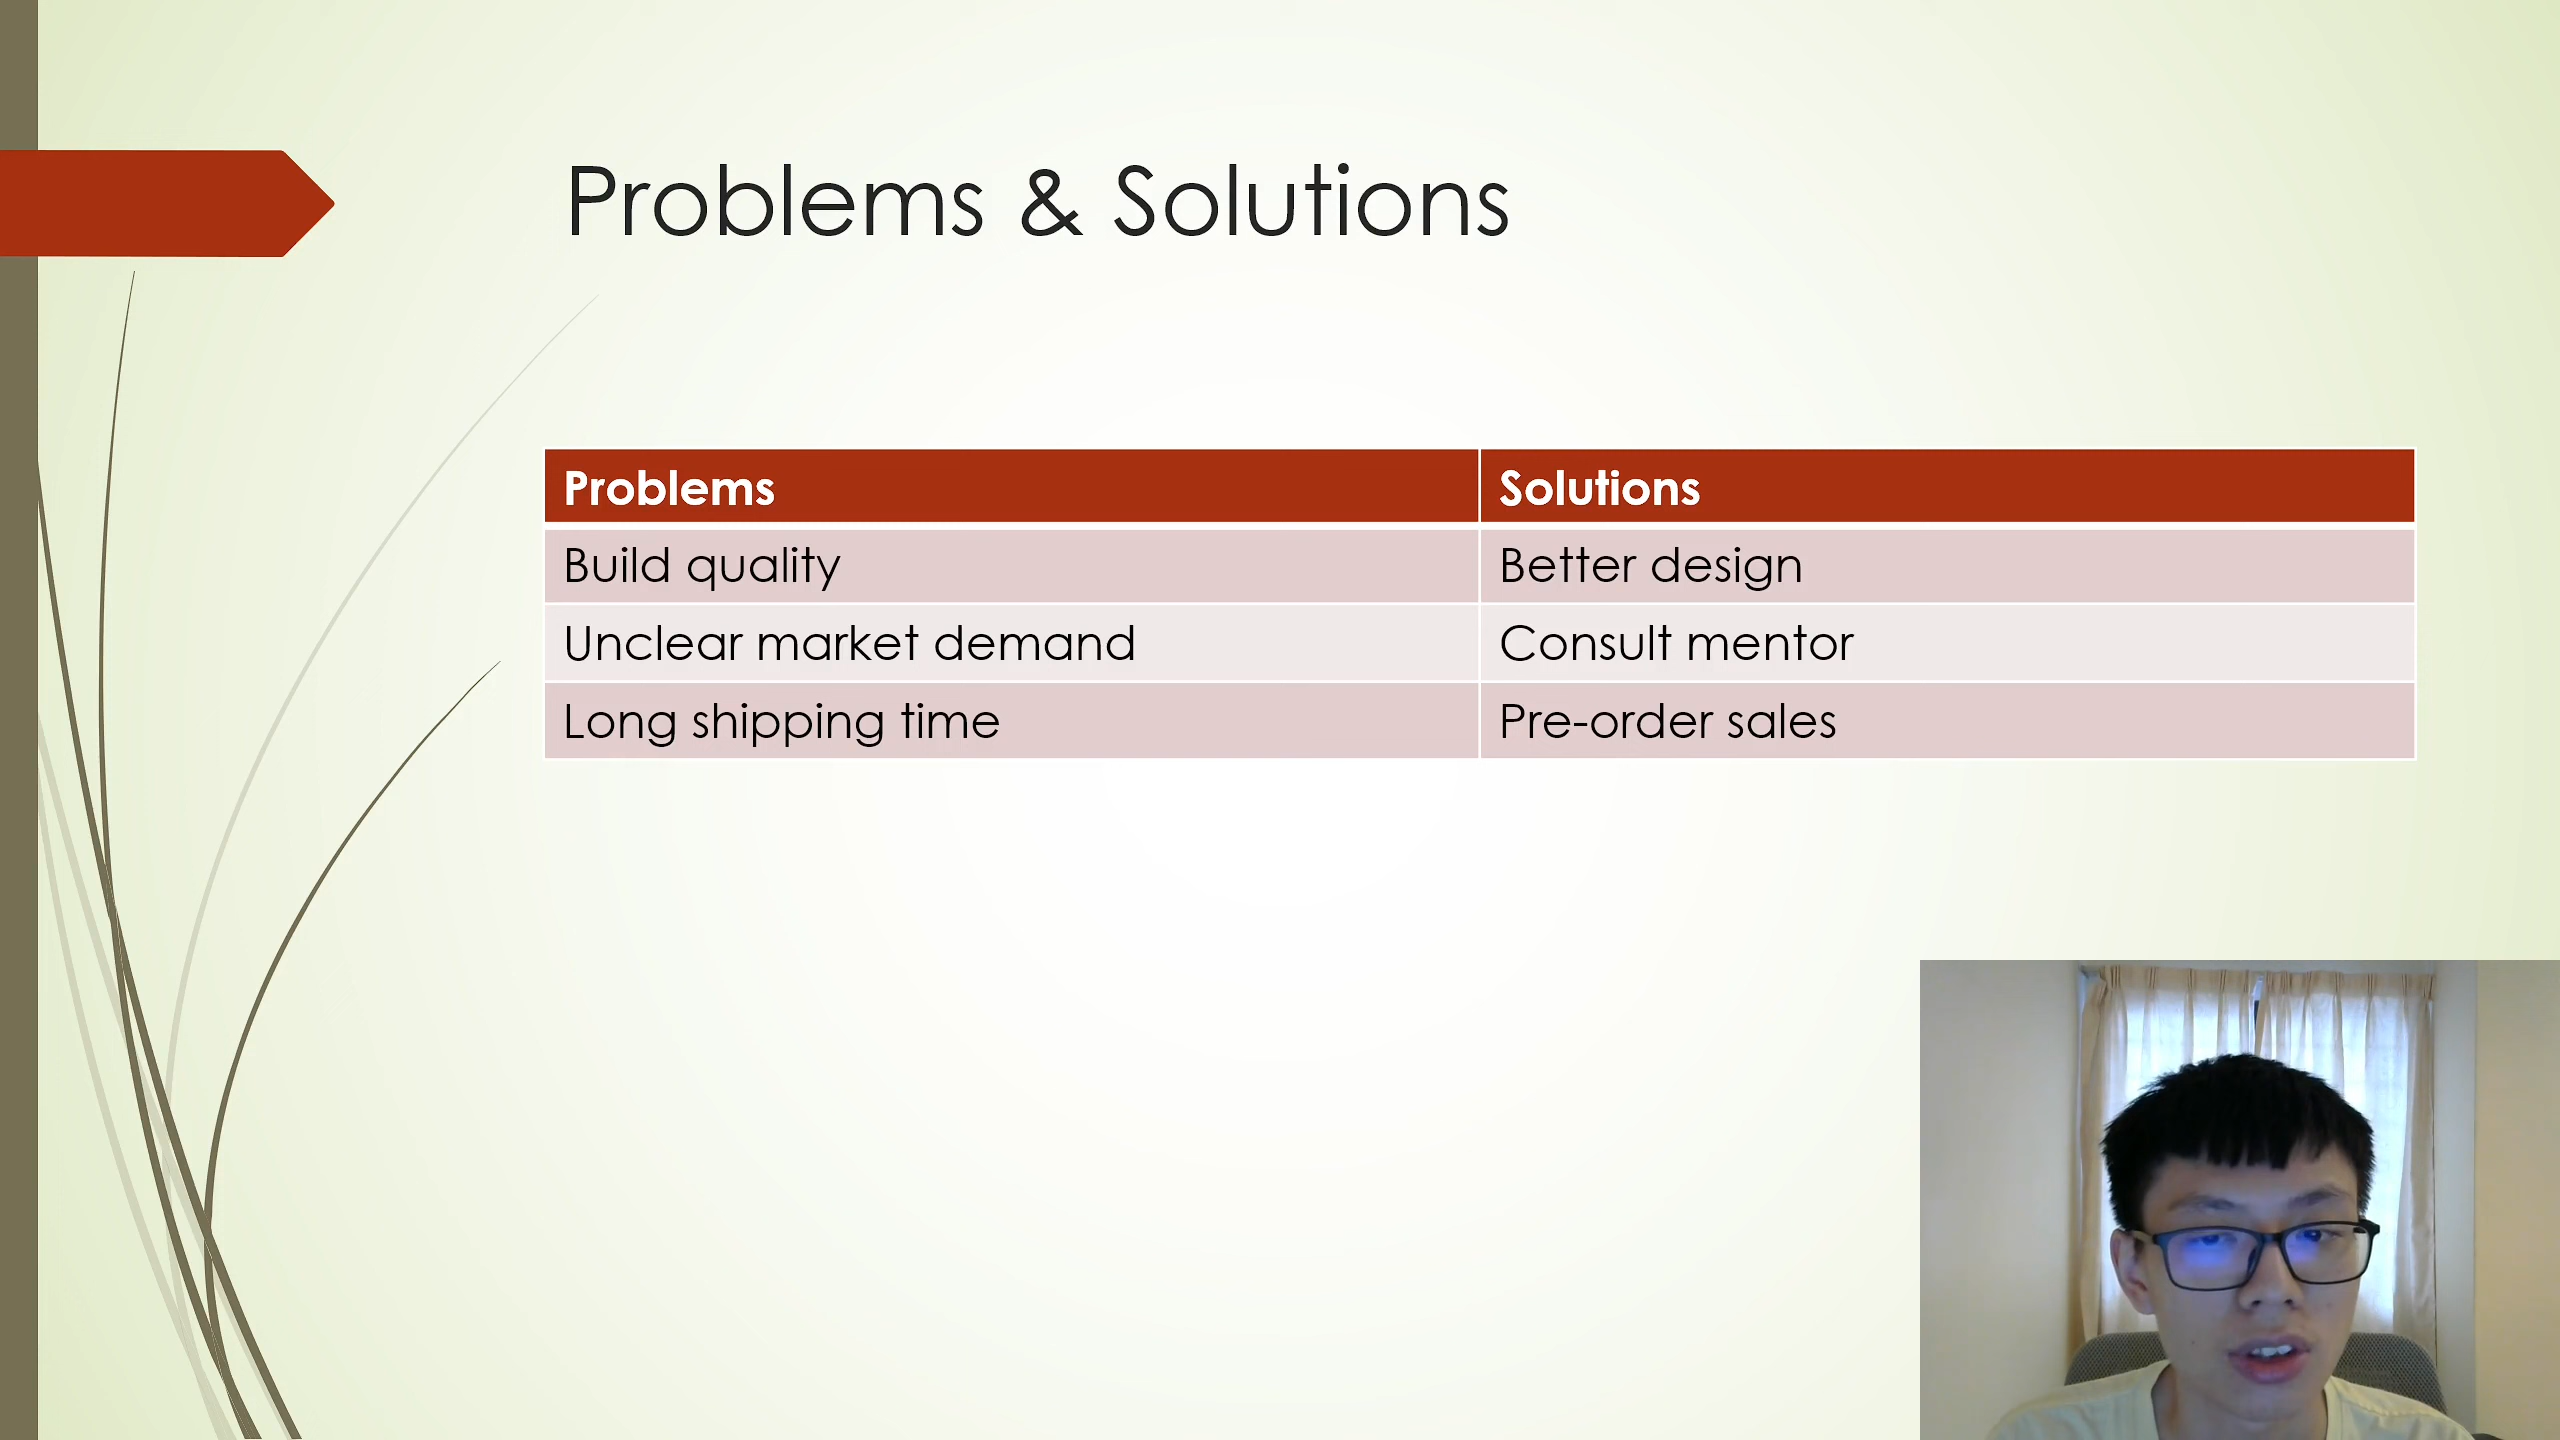 Problems & Solutions
Problems Solutions
Build quality Better design
Unclear market demand Consult mentor
Long shipping time Pre-order sales